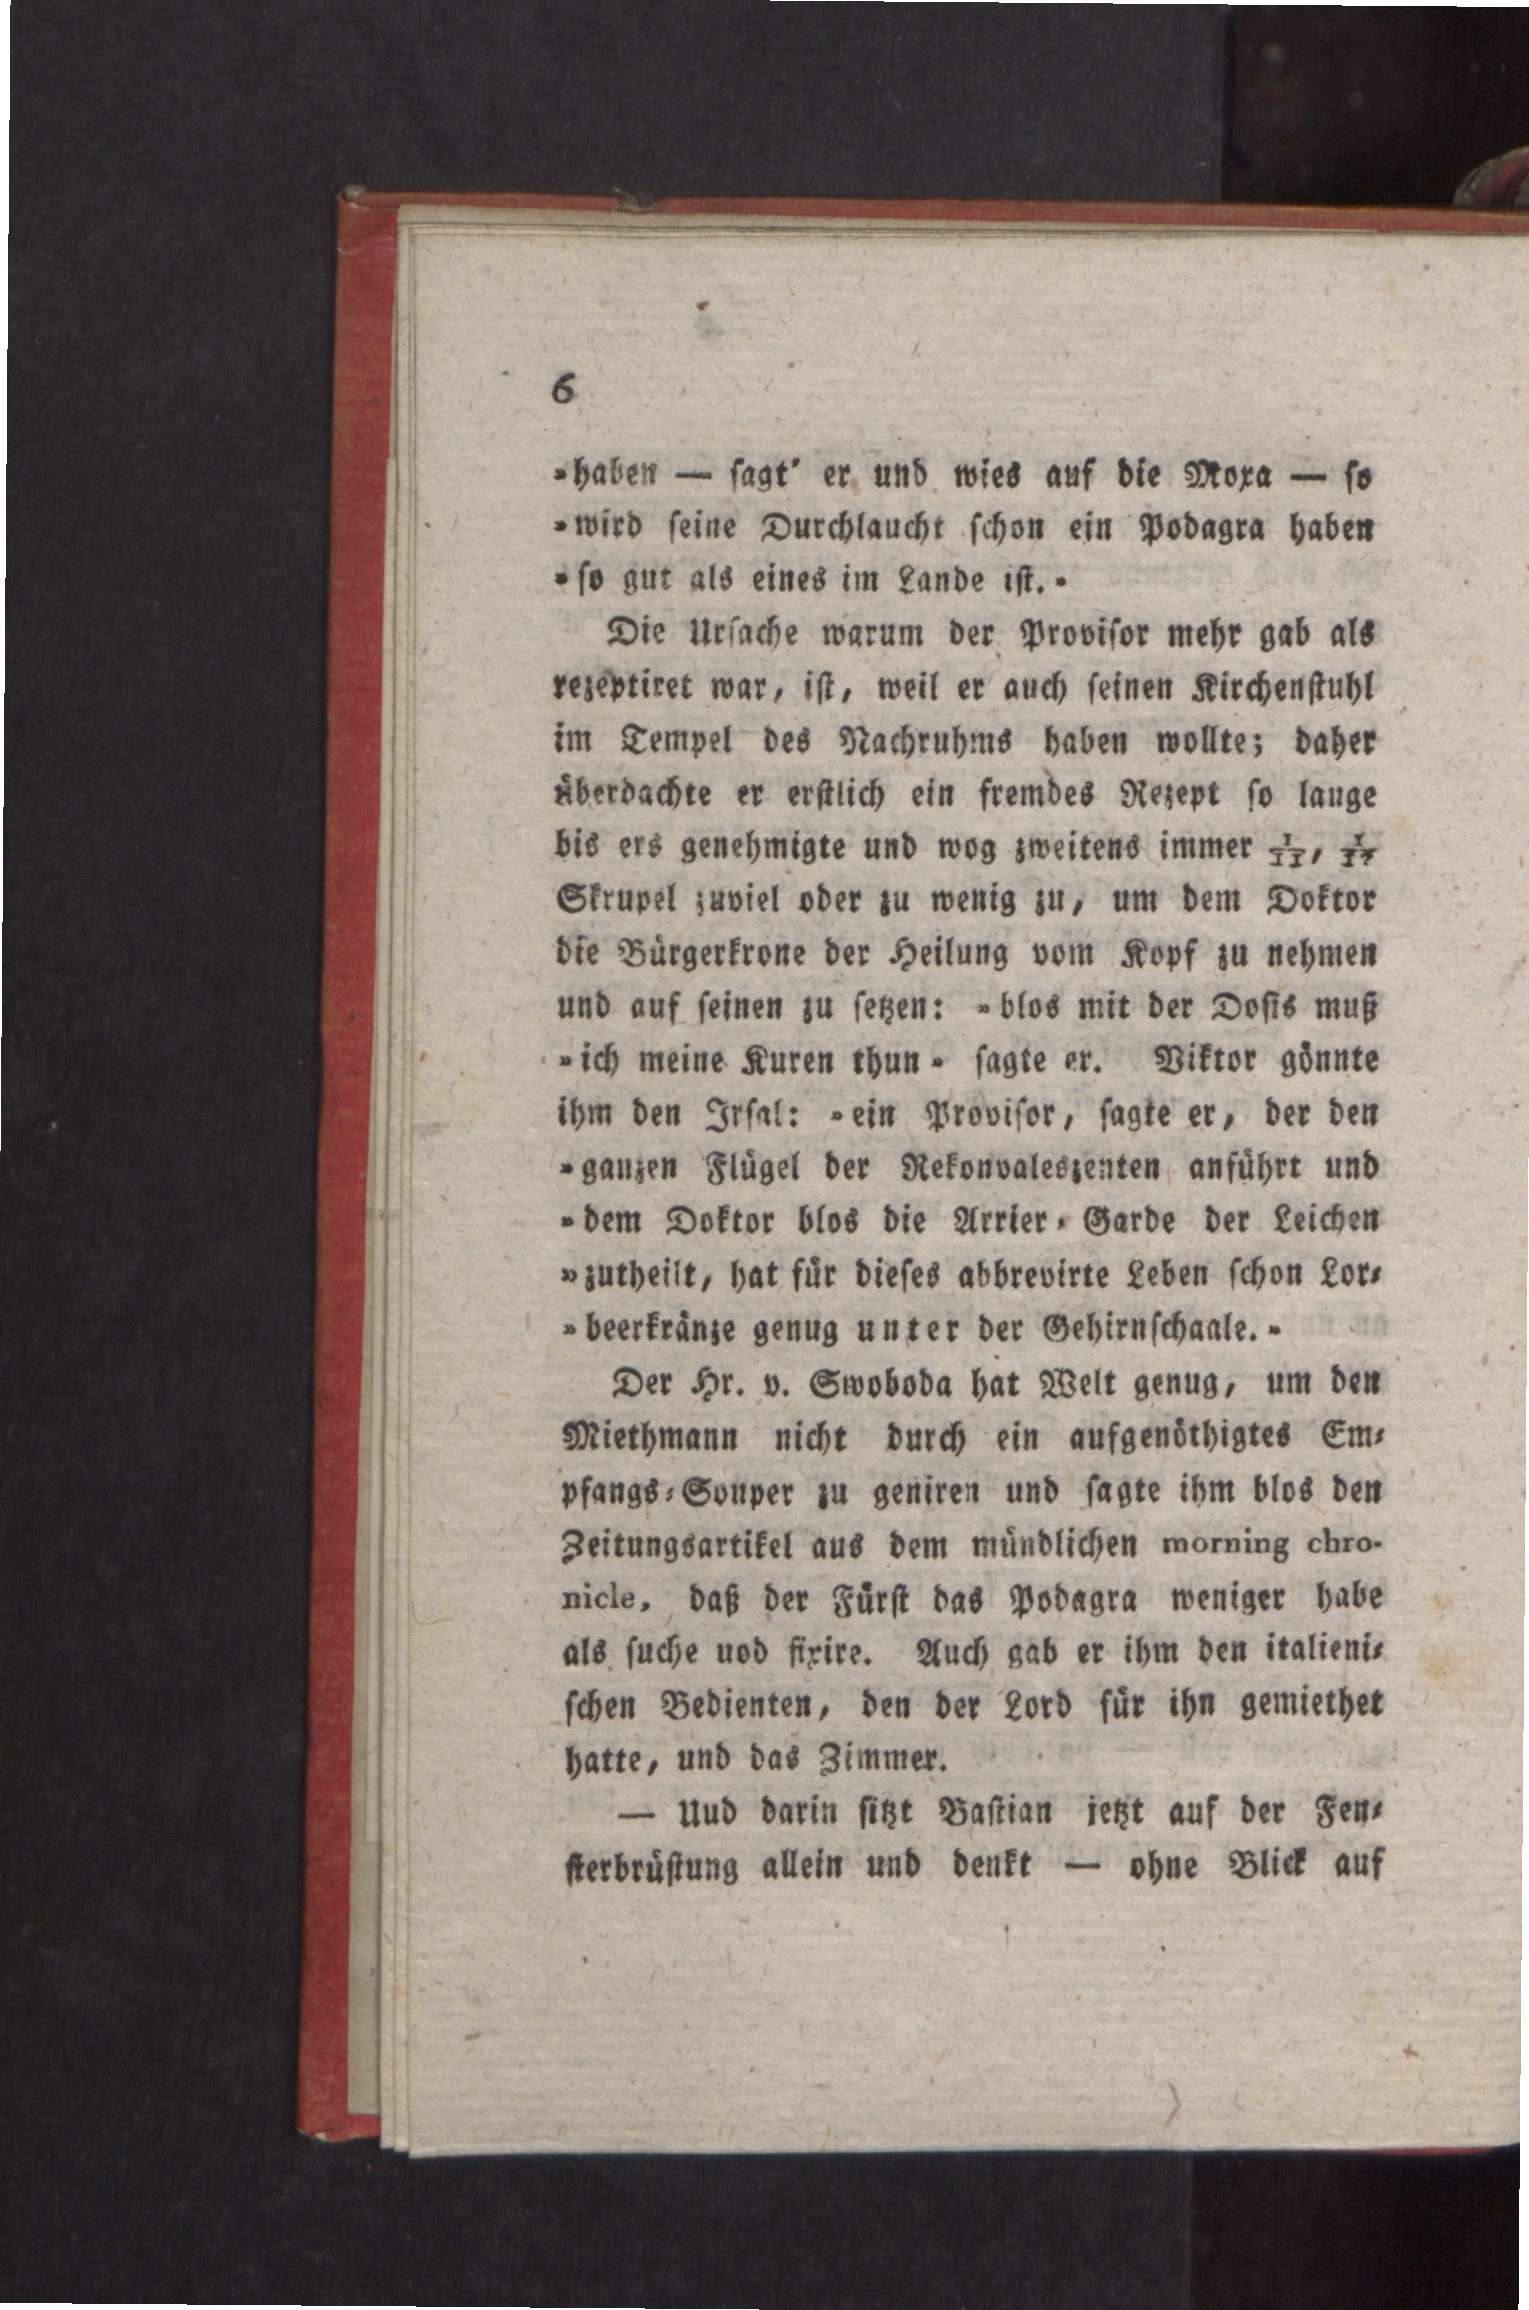 6
»haben — ſagt' er und wies auf die Moxa — ſo
»wird ſeine Durchlaucht ſchon ein Podagra haben
»ſo gut als eines im Lande iſt.»
Die Urſache warum der Proviſor mehr gab als
rezeptiret war, iſt, weil er auch ſeinen Kirchenſtuhl
im Tempel des Nachruhms haben wollte; daher
überdachte er erſtlich ein fremdes Rezept ſo lange
bis ers genehmigte und wog zweitens immer 1/11,
Skrupel zuviel oder zu wenig zu, um dem Doktor
die Bürgerkrone der Heilung vom Kopf zu nehmen
und auf ſeinen zu ſetzen: »blos mit der Doſis muß
»ich meine Kuren thun» ſagte er. Viktor gönnte
ihm den Irſal: »ein Proviſor, ſagte er, der den
»ganzen Flügel der Rekonvaleszenten anführt und
»dem Doktor blos die Arrier-Garde der Leichen
»zutheilt, hat für dieſes abbrevirte Leben ſchon Lor-
»beerkränze genug unter der Gehirnſchaale.»
Der Hr. v. Swoboda hat Welt genug, um den
Miethmann nicht durch ein aufgenöthigtes Em-
pfangs-Souper zu geniren und ſagte ihm blos den
Zeitungsartikel aus dem mündlichen morning chro-
nicle, daß der Fürſt das Podagra weniger habe
als ſuche uod fixire. Auch gab er ihm den italieni-
ſchen Bedienten, den der Lord für ihn gemiethet
hatte, und das Zimmer.
— Uud darin ſitzt Baſtian jetzt auf der Fen-
ſterbrüſtung allein und denkt — ohne Blick auf